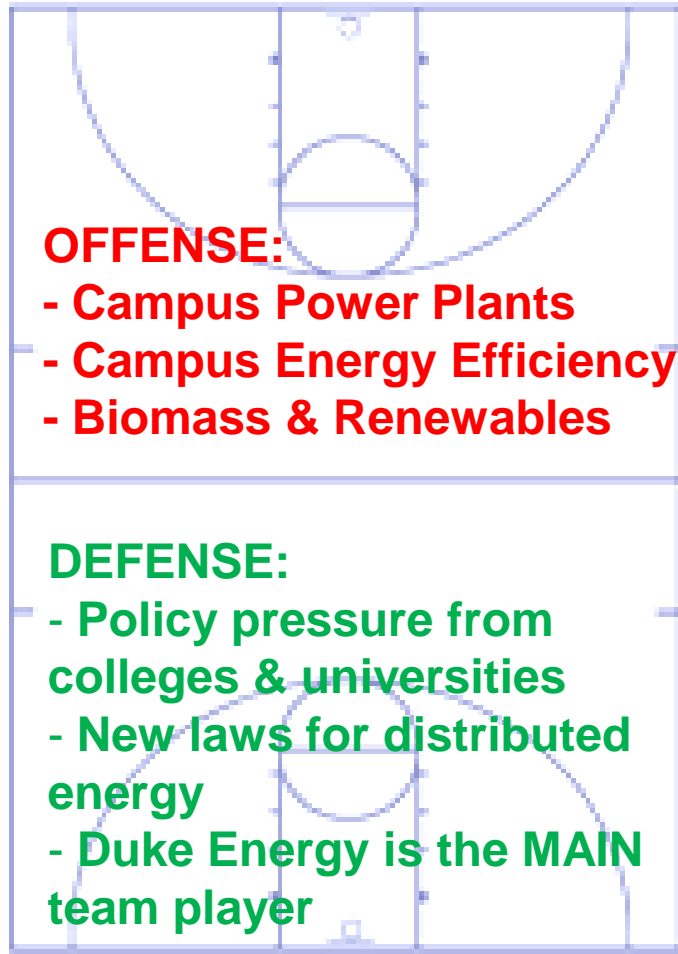 OFFENSE:
- Campus Power Plants
- Campus Energy Efficiency
- Biomass & Renewables
DEFENSE:
- Policy pressure from
colleges & universities
- New laws for distributed
energy
- Duke Energy is the MAIN
team player